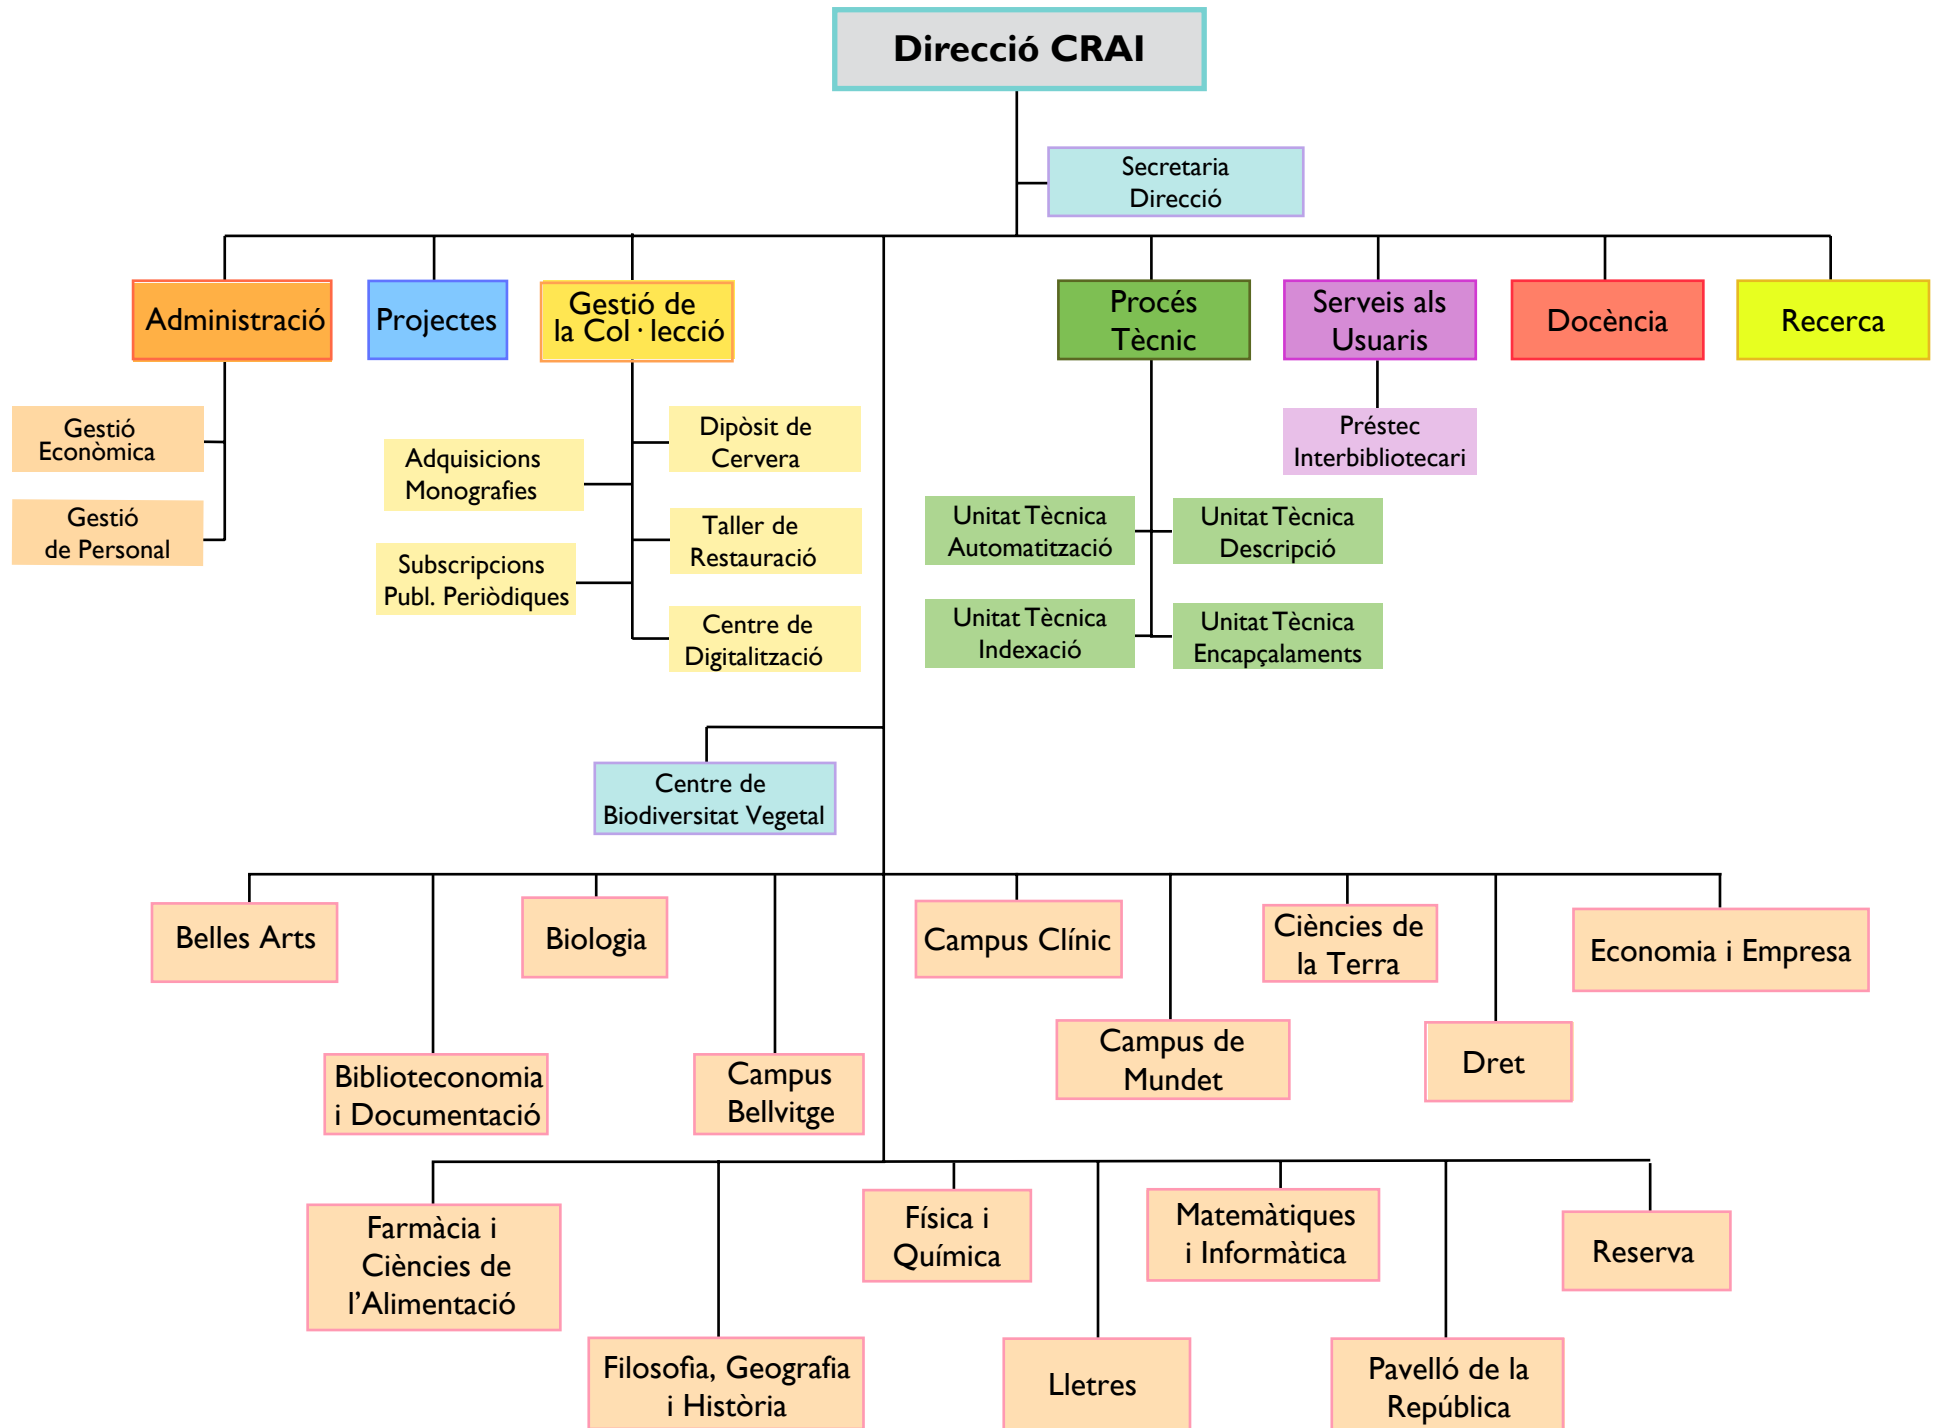 Direcció CRAI
Secretaria
Direcció
Administració
Projectes
Gestió de
la Col·lecció
Procés
Tècnic
Serveis als
Usuaris
Docència
Recerca
Gestió
Econòmica
Gestió
de Personal
Adquisicions
Monografies
Subscripcions
Publ. Periòdiques
Dipòsit de
Cervera
Taller de
Restauració
Centre de
Digitalització
Unitat Tècnica
Automatització
Unitat Tècnica
Descripció
Unitat Tècnica
Indexació
Unitat Tècnica
Encapçalaments
Préstec
Interbibliotecari
Centre de
Biodiversitat Vegetal
Belles Arts
Biblioteconomia
i Documentació
Biologia
Campus
Bellvitge
Campus Clínic
Campus de
Mundet
Ciències de
la Terra
Dret
Economia i Empresa
Farmàcia i
Ciències de
l’Alimentació
Filosofia, Geografia
i Història
Física i
Química
Lletres
Matemàtiques
i Informàtica
Pavelló de la
República
Reserva